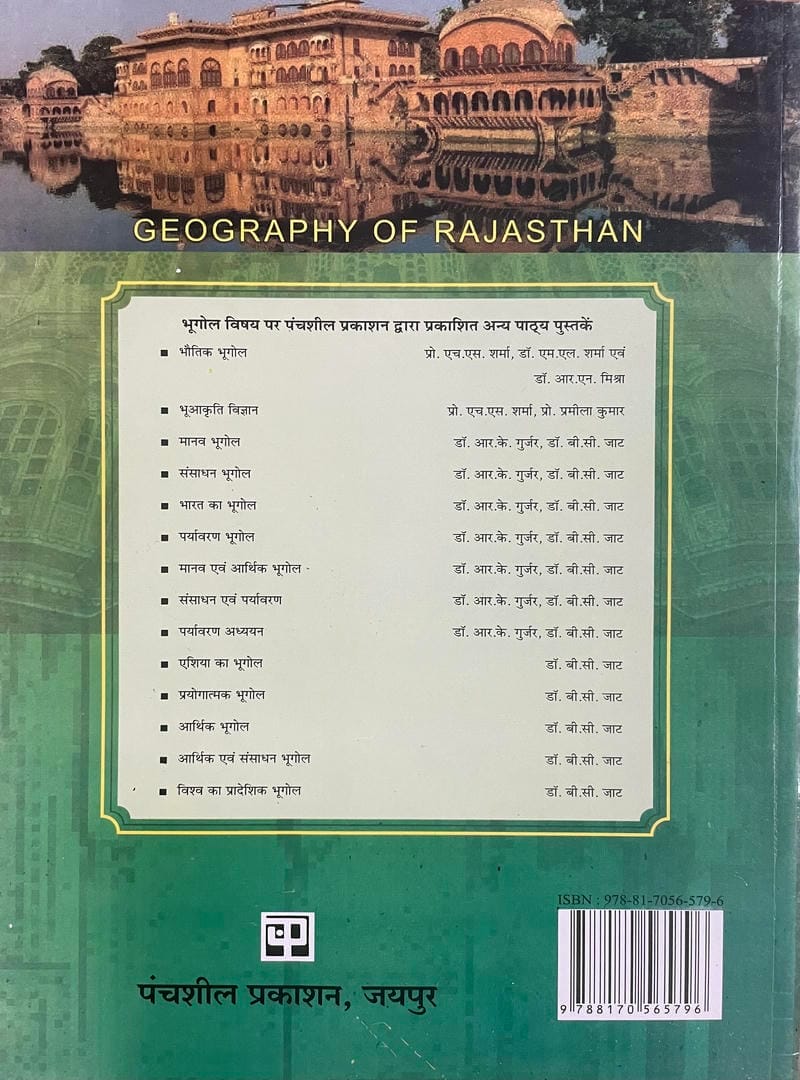 GEOGRAPHY OF RAJASTHAN
भूगोल विषय पर पंचशील प्रकाशन द्वारा प्रकाशित अन्य पाठ्य पुस्तकें
■ भौतिक भूगोल प्रो. एच.एस. शर्मा, डॉ. एम.एल. शर्मा एवं
डॉ. आर.एन. मिश्रा
■ भूआकृति विज्ञान प्रो. एच.एस. शर्मा, प्रो. प्रमीला कुमार
■ मानव भूगोल डॉ. आर.के. गुर्जर, डॉ. बी.सी. जाट
■ संसाधन भूगोल डॉ. आर.के. गुर्जर, डॉ. बी.सी. जाट
■ भारत का भूगोल डॉ. आर.के. गुर्जर, डॉ. बी.सी. जाट
■ पर्यावरण भूगोल डॉ. आर.के. गुर्जर, डॉ. बी.सी. जाट
■ मानव एवं आर्थिक भूगोल - डॉ. आर.के. गुर्जर, डॉ. बी.सी. जाट
■ संसाधन एवं पर्यावरण डॉ. आर.के. गुर्जर, डॉ. बी.सी. जाट
■ पर्यावरण अध्ययन डॉ. आर.के. गुर्जर, डॉ. बी.सी. जाट
■ एशिया का भूगोल डॉ. बी.सी. जाट
■ प्रयोगात्मक भूगोल डॉ. बी.सी. जाट
■ आर्थिक भूगोल डॉ. बी.सी. जाट
■ आर्थिक एवं संसाधन भूगोल डॉ. बी.सी. जाट
■ विश्व का प्रादेशिक भूगोल डॉ. बी.सी. जाट
ISBN : 978-81-7056-579-6
पंचशील प्रकाशन, जयपुर
9 788170 565796